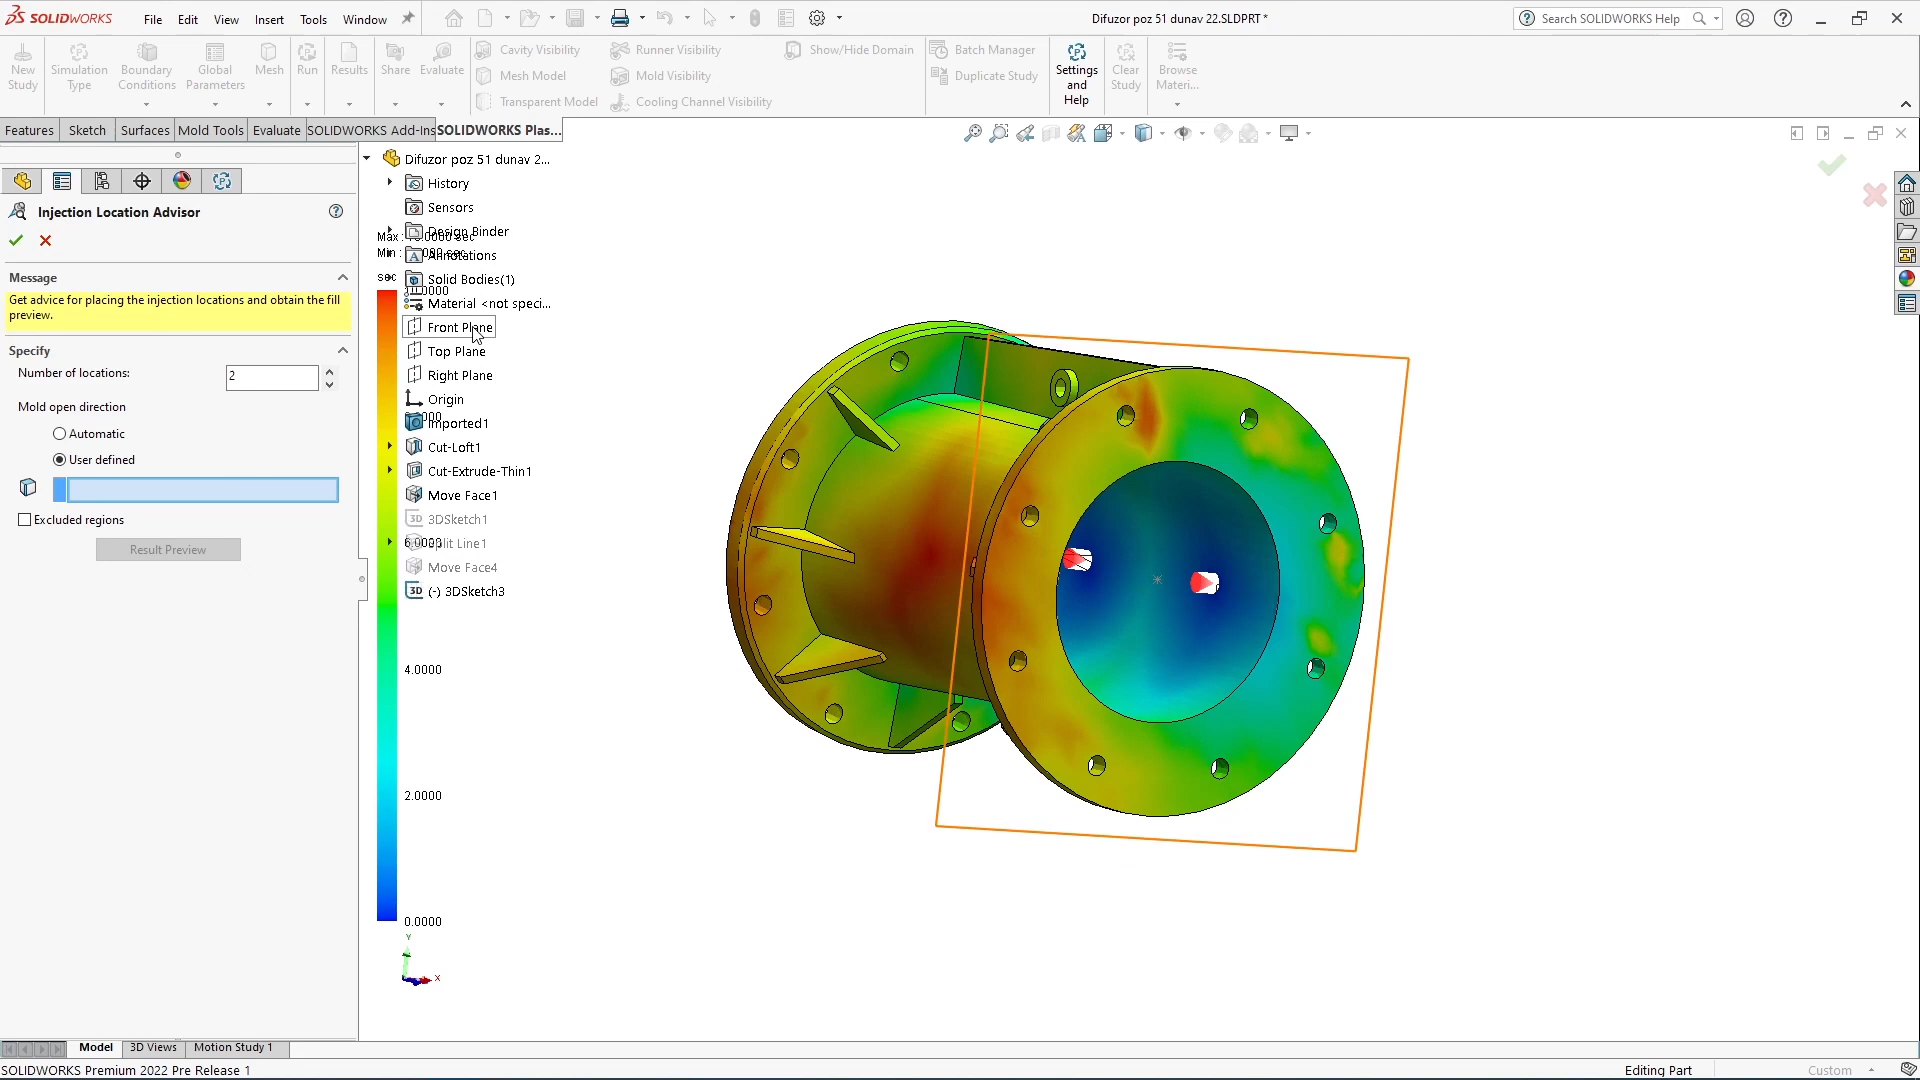 SOLIDWORKS
File Edit View Insert Tools Window
Difuzor poz 51 dunav 22.SLDPRT *
Search SOLIDWORKS Help
New Study
Simulation Type
Boundary Conditions
Global Parameters
Mesh
Run
Results
Share
Evaluate
Cavity Visibility
Mesh Model
Transparent Model
Runner Visibility
Mold Visibility
Cooling Channel Visibility
Show/Hide Domain
Batch Manager
Duplicate Study
Settings and Help
Clear Study
Browse Materi...
Features Sketch Surfaces Mold Tools Evaluate SOLIDWORKS Add-Ins SOLIDWORKS Plas...
Injection Location Advisor
Message
Get advice for placing the injection locations and obtain the fill
preview.
Specify
Number of locations:
2
Mold open direction
Automatic
User defined
Excluded regions
Result Preview
Difuzor poz 51 dunav 2...
History
Sensors
Design Binder
Annotations
Solid Bodies(1)
Material <not speci...
Front Plane
Top Plane
Right Plane
Origin
Imported1
Cut-Loft1
Cut-Extrude-Thin1
Move Face1
3DSketch1
Split Line1
Move Face4
3D (-) 3DSketch3
sec
4.0000
2.0000
0.0000
Y
X
Model 3D Views Motion Study 1
SOLIDWORKS Premium 2022 Pre Release 1
Editing Part
Custom